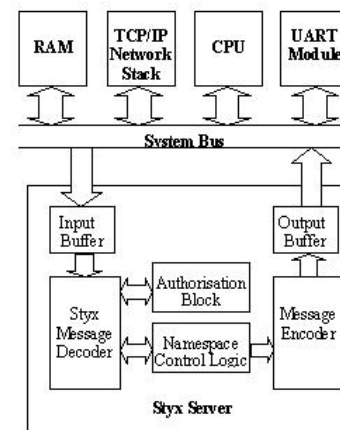 RAM
TCP/IP
Network
Stack
CPU
UART
Module
System Bus
Input
Buffer
Output
Buffer
Styx
Message
Decoder
Authorisation
Block
Namespace
Control Logic
Message
Encoder
Styx Server